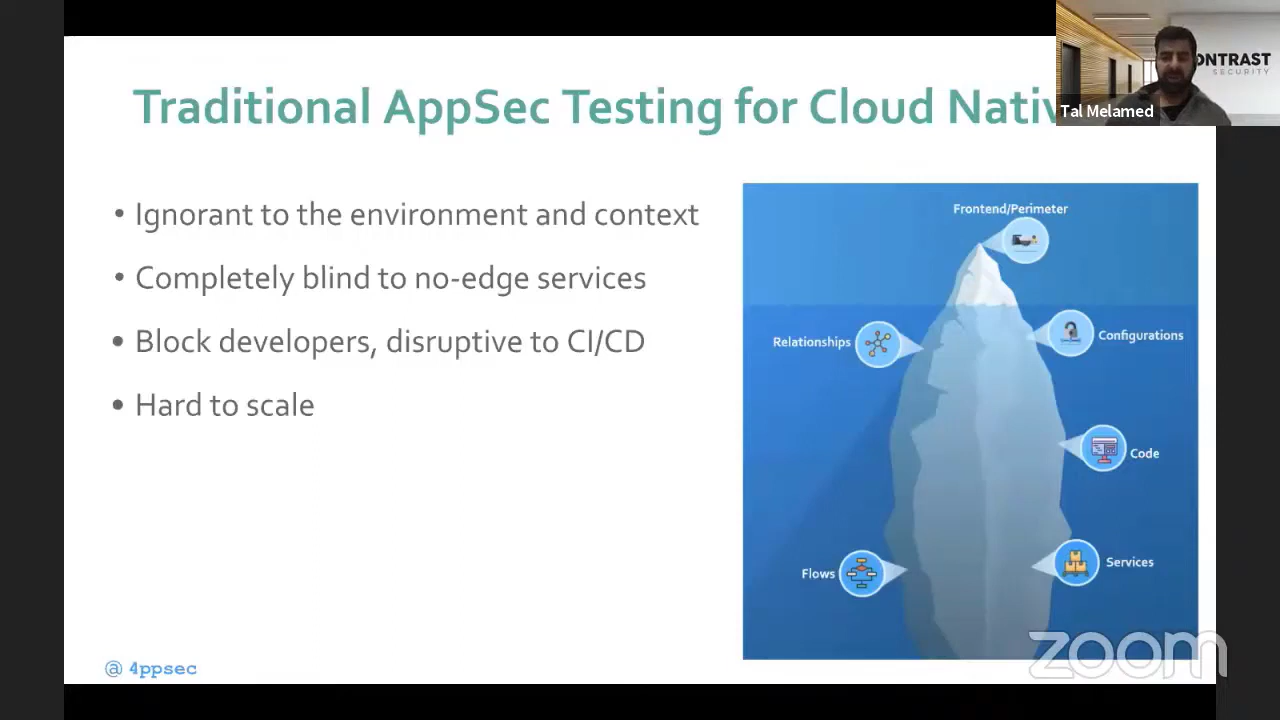 Traditional AppSec Testing for Cloud Nativ
ONTRAST
SECURITY
Tal Melamed
• Ignorant to the environment and context
• Completely blind to no-edge services
• Block developers, disruptive to CI/CD
• Hard to scale
Frontend/Perimeter
Relationships
Configurations
Code
Flows
Services
@ 4ppsec
zoom